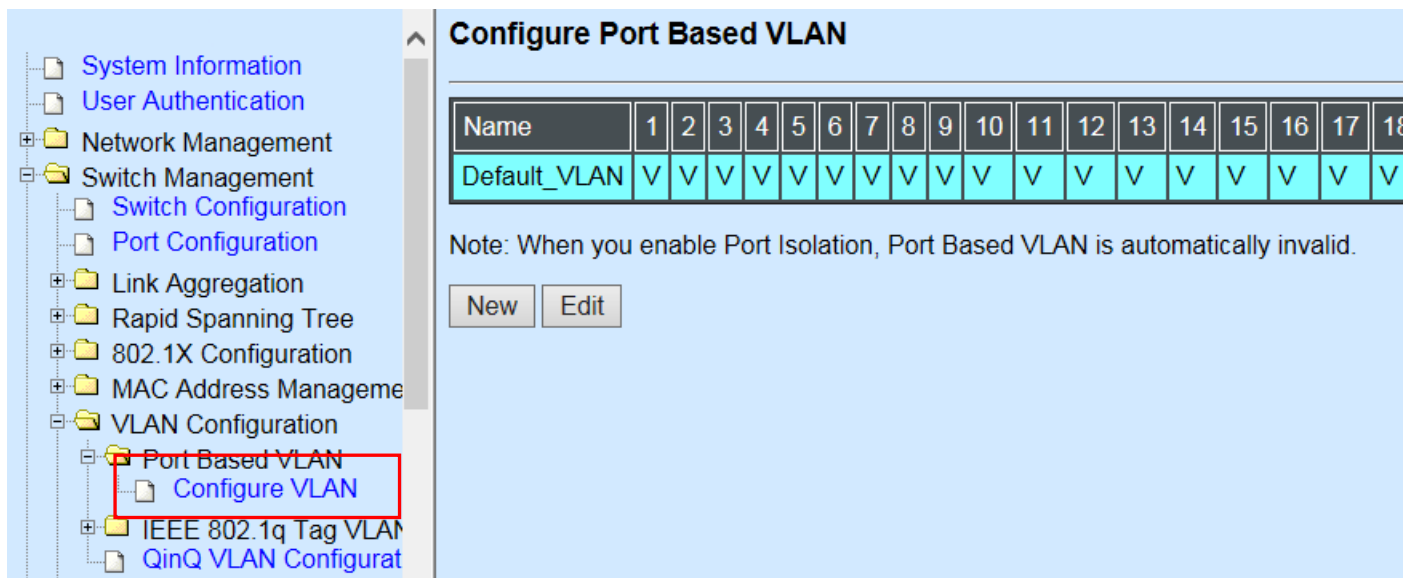 System Information
User Authentication
Network Management
Switch Management
Switch Configuration
Port Configuration
Link Aggregation
Rapid Spanning Tree
802.1X Configuration
MAC Address Manageme
VLAN Configuration
Port Based VLAN
Configure VLAN
IEEE 802.1q Tag VLAN
QinQ VLAN Configurat
Configure Port Based VLAN
Name 1 2 3 4 5 6 7 8 9 10 11 12 13 14 15 16 17 18
Default_VLAN V V V V V V V V V V V V V V V V V V
Note: When you enable Port Isolation, Port Based VLAN is automatically invalid.
New Edit